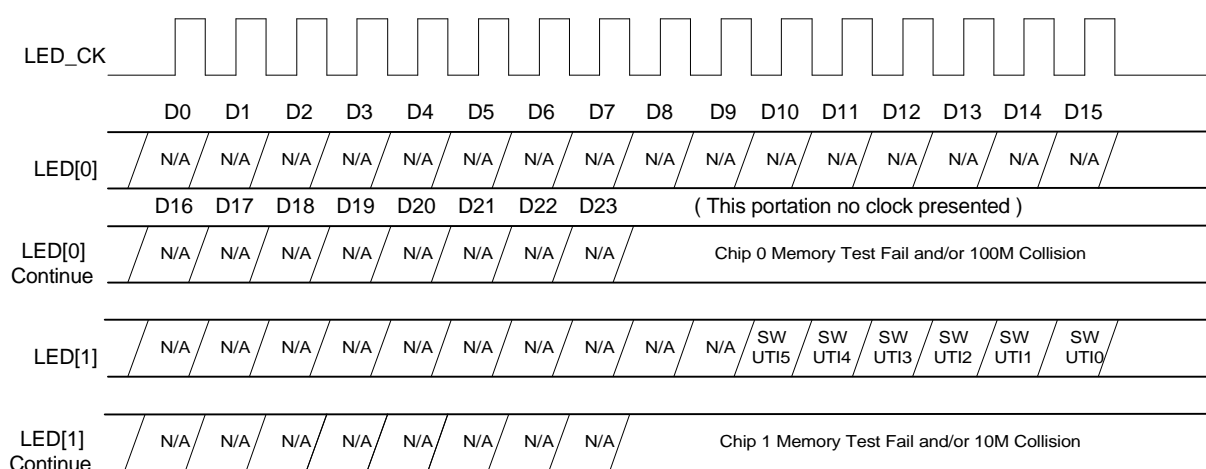 LED_CK
D0 D1 D2 D3 D4 D5 D6 D7 D8 D9 D10 D11 D12 D13 D14 D15
LED[0] N/A N/A N/A N/A N/A N/A N/A N/A N/A N/A N/A N/A N/A N/A N/A N/A
D16 D17 D18 D19 D20 D21 D22 D23 ( This portation no clock presented )
LED[0] Continue N/A N/A N/A N/A N/A N/A N/A N/A Chip 0 Memory Test Fail and/or 100M Collision
LED[1] N/A N/A N/A N/A N/A N/A N/A N/A N/A N/A SW UTI5 SW UTI4 SW UTI3 SW UTI2 SW UTI1 SW UTI0
LED[1] Continue N/A N/A N/A N/A N/A N/A N/A N/A Chip 1 Memory Test Fail and/or 10M Collision